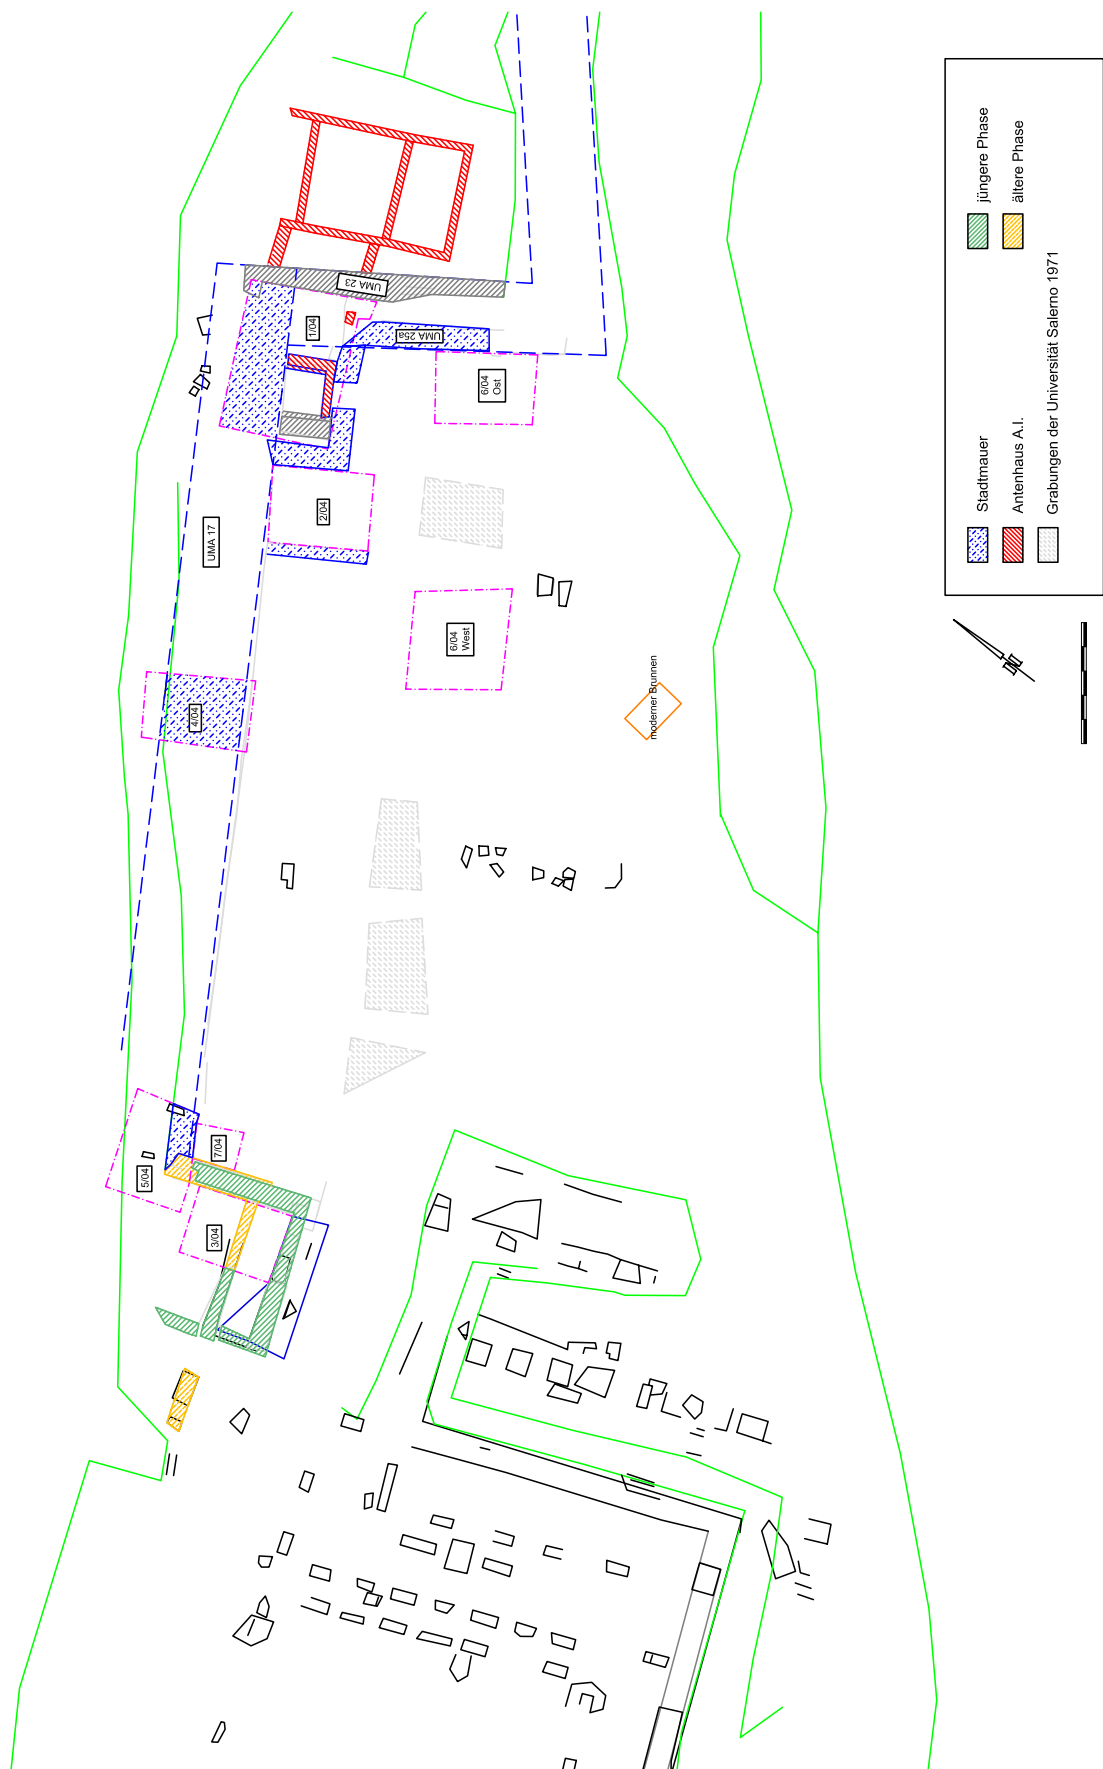 UMA 23
1/04
UMA 25a
6/04
Ost
2/04
UMA 17
6/04
West
4/04
moderner Brunnen
7/04
5/04
3/04
N
Stadtmauer
Antenhaus A.I.
Grabungen der Universität Salerno 1971
jüngere Phase
ältere Phase